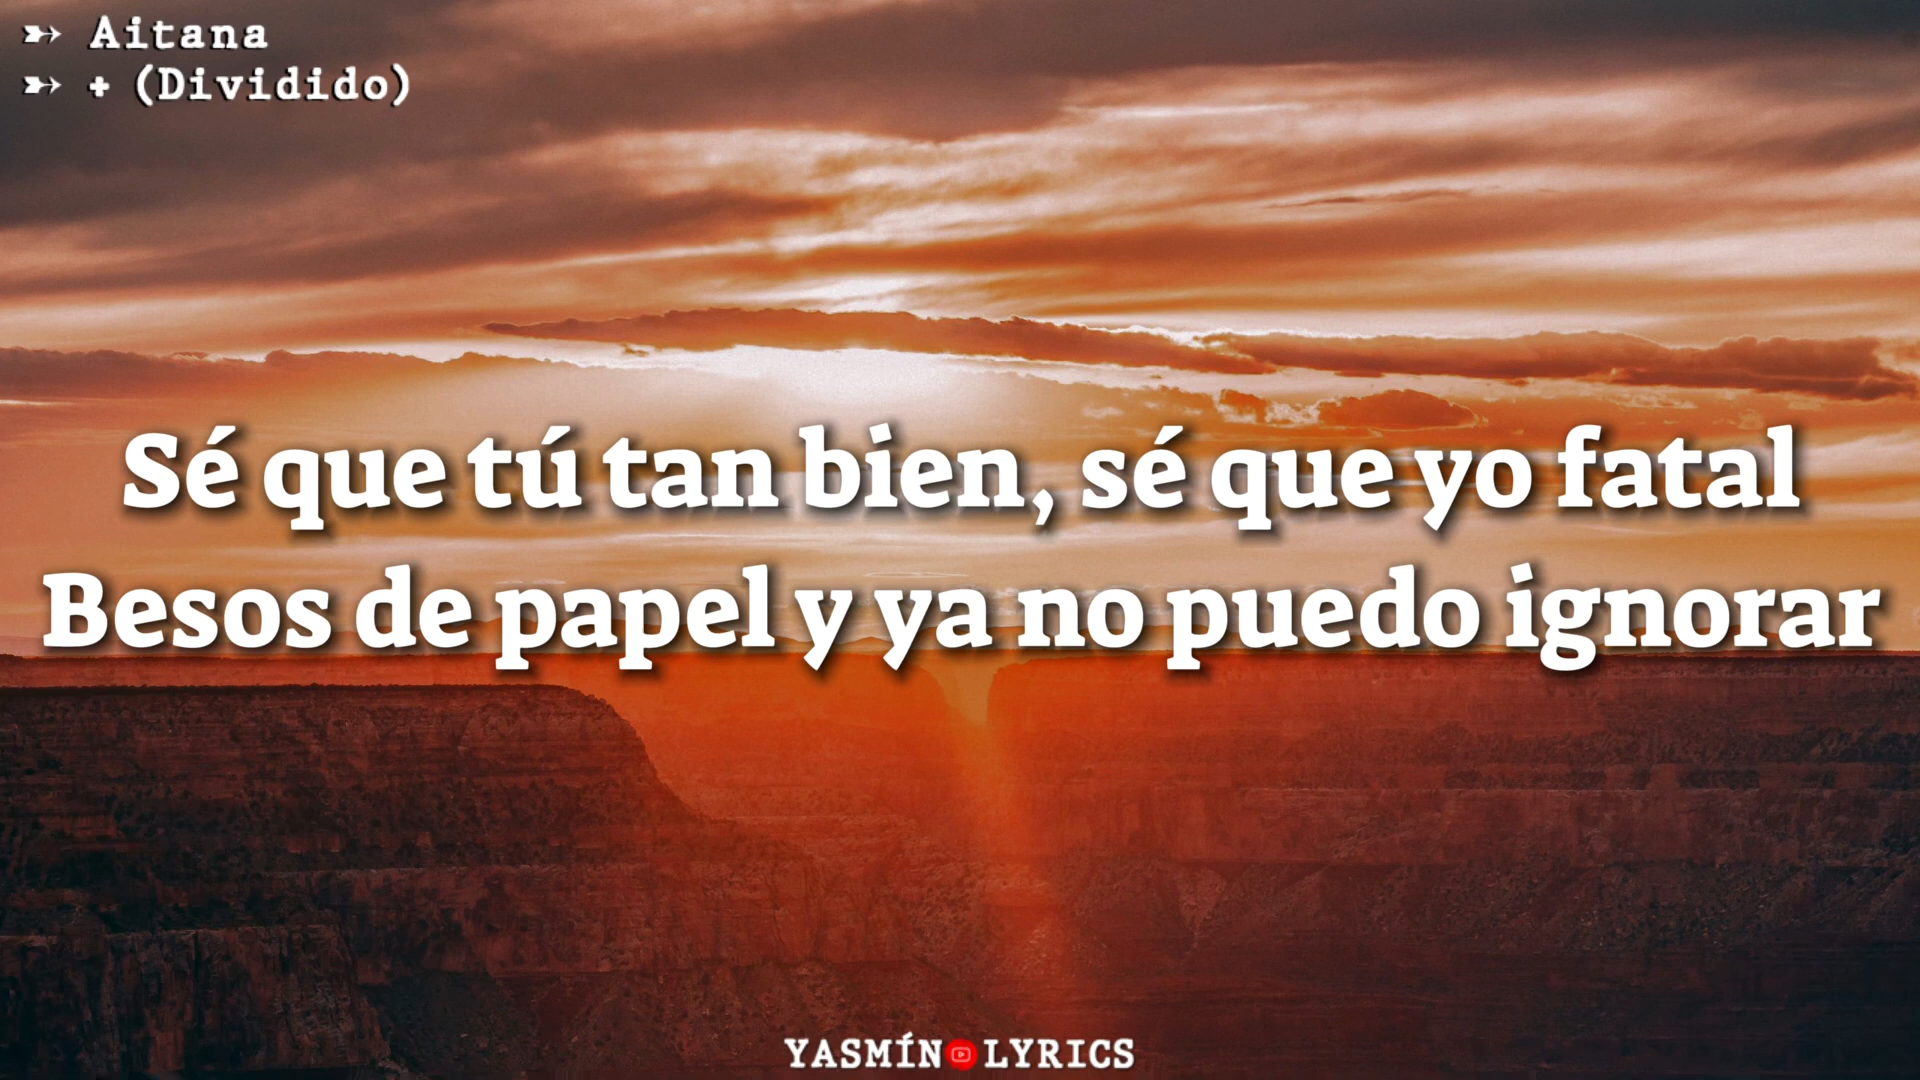 ➳ Aitana
➳ + (Dividido)
Sé que tú tan bien, sé que yo fatal
Besos de papel y ya no puedo ignorar
YASMÍN LYRICS